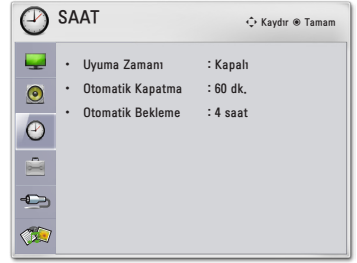 SAAT
Kaydır Tamam
• Uyuma Zamanı : Kapalı
• Otomatik Kapatma : 60 dk.
• Otomatik Bekleme : 4 saat